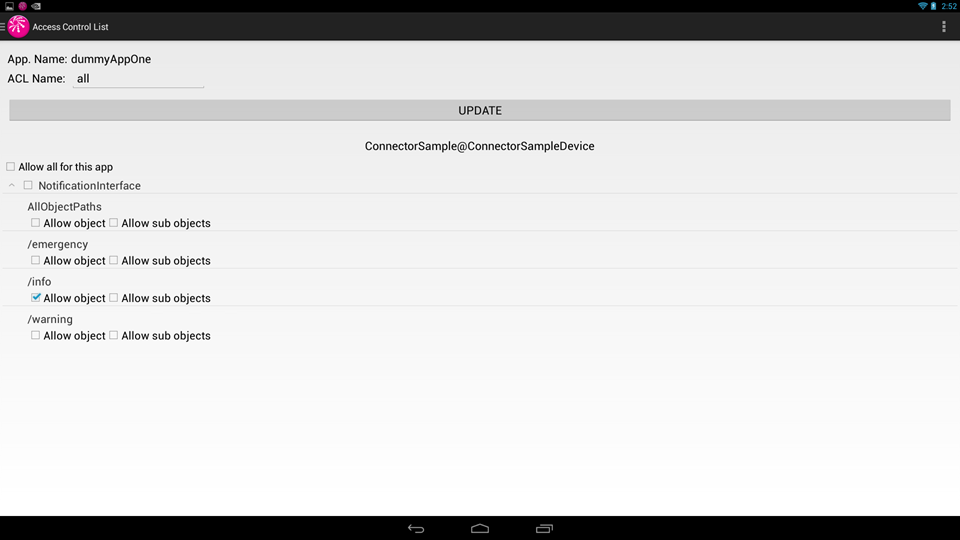 2:52
Access Control List
App. Name: dummyAppOne
ACL Name: all
UPDATE
ConnectorSample@ConnectorSampleDevice
Allow all for this app
NotificationInterface
AllObjectPaths
Allow object Allow sub objects
/emergency
Allow object Allow sub objects
/info
Allow object Allow sub objects
/warning
Allow object Allow sub objects